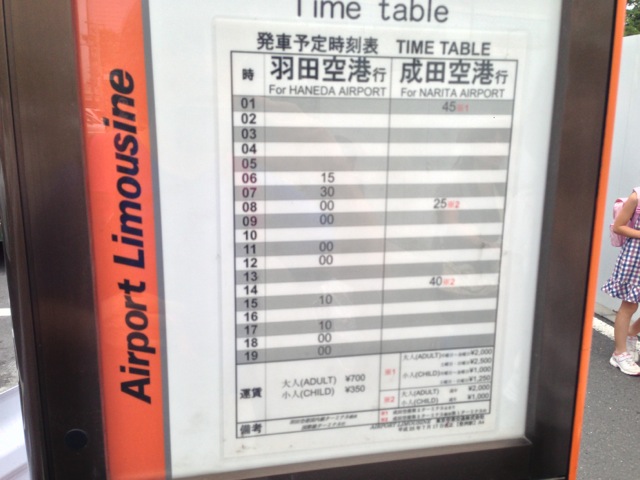 Time table
Airport Limousine
発車予定時刻表 TIME TABLE
時 羽田空港行 成田空港行
For HANEDA AIRPORT For NARITA AIRPORT
01 45※1
02
03
04
05
06 15
07 30
08 00 25※2
09 00
10
11 00
12 00
13
14 40※2
15 10
16
17 10
18 00
19 00
運賃
大人(ADULT) ¥700
小人(CHILD) ¥350
※1
大人(ADULT) ¥2,000
¥2,500
小人(CHILD) ¥1,000
¥1,250
※2
大人(ADULT) ¥2,000
小人(CHILD) ¥1,000
備考